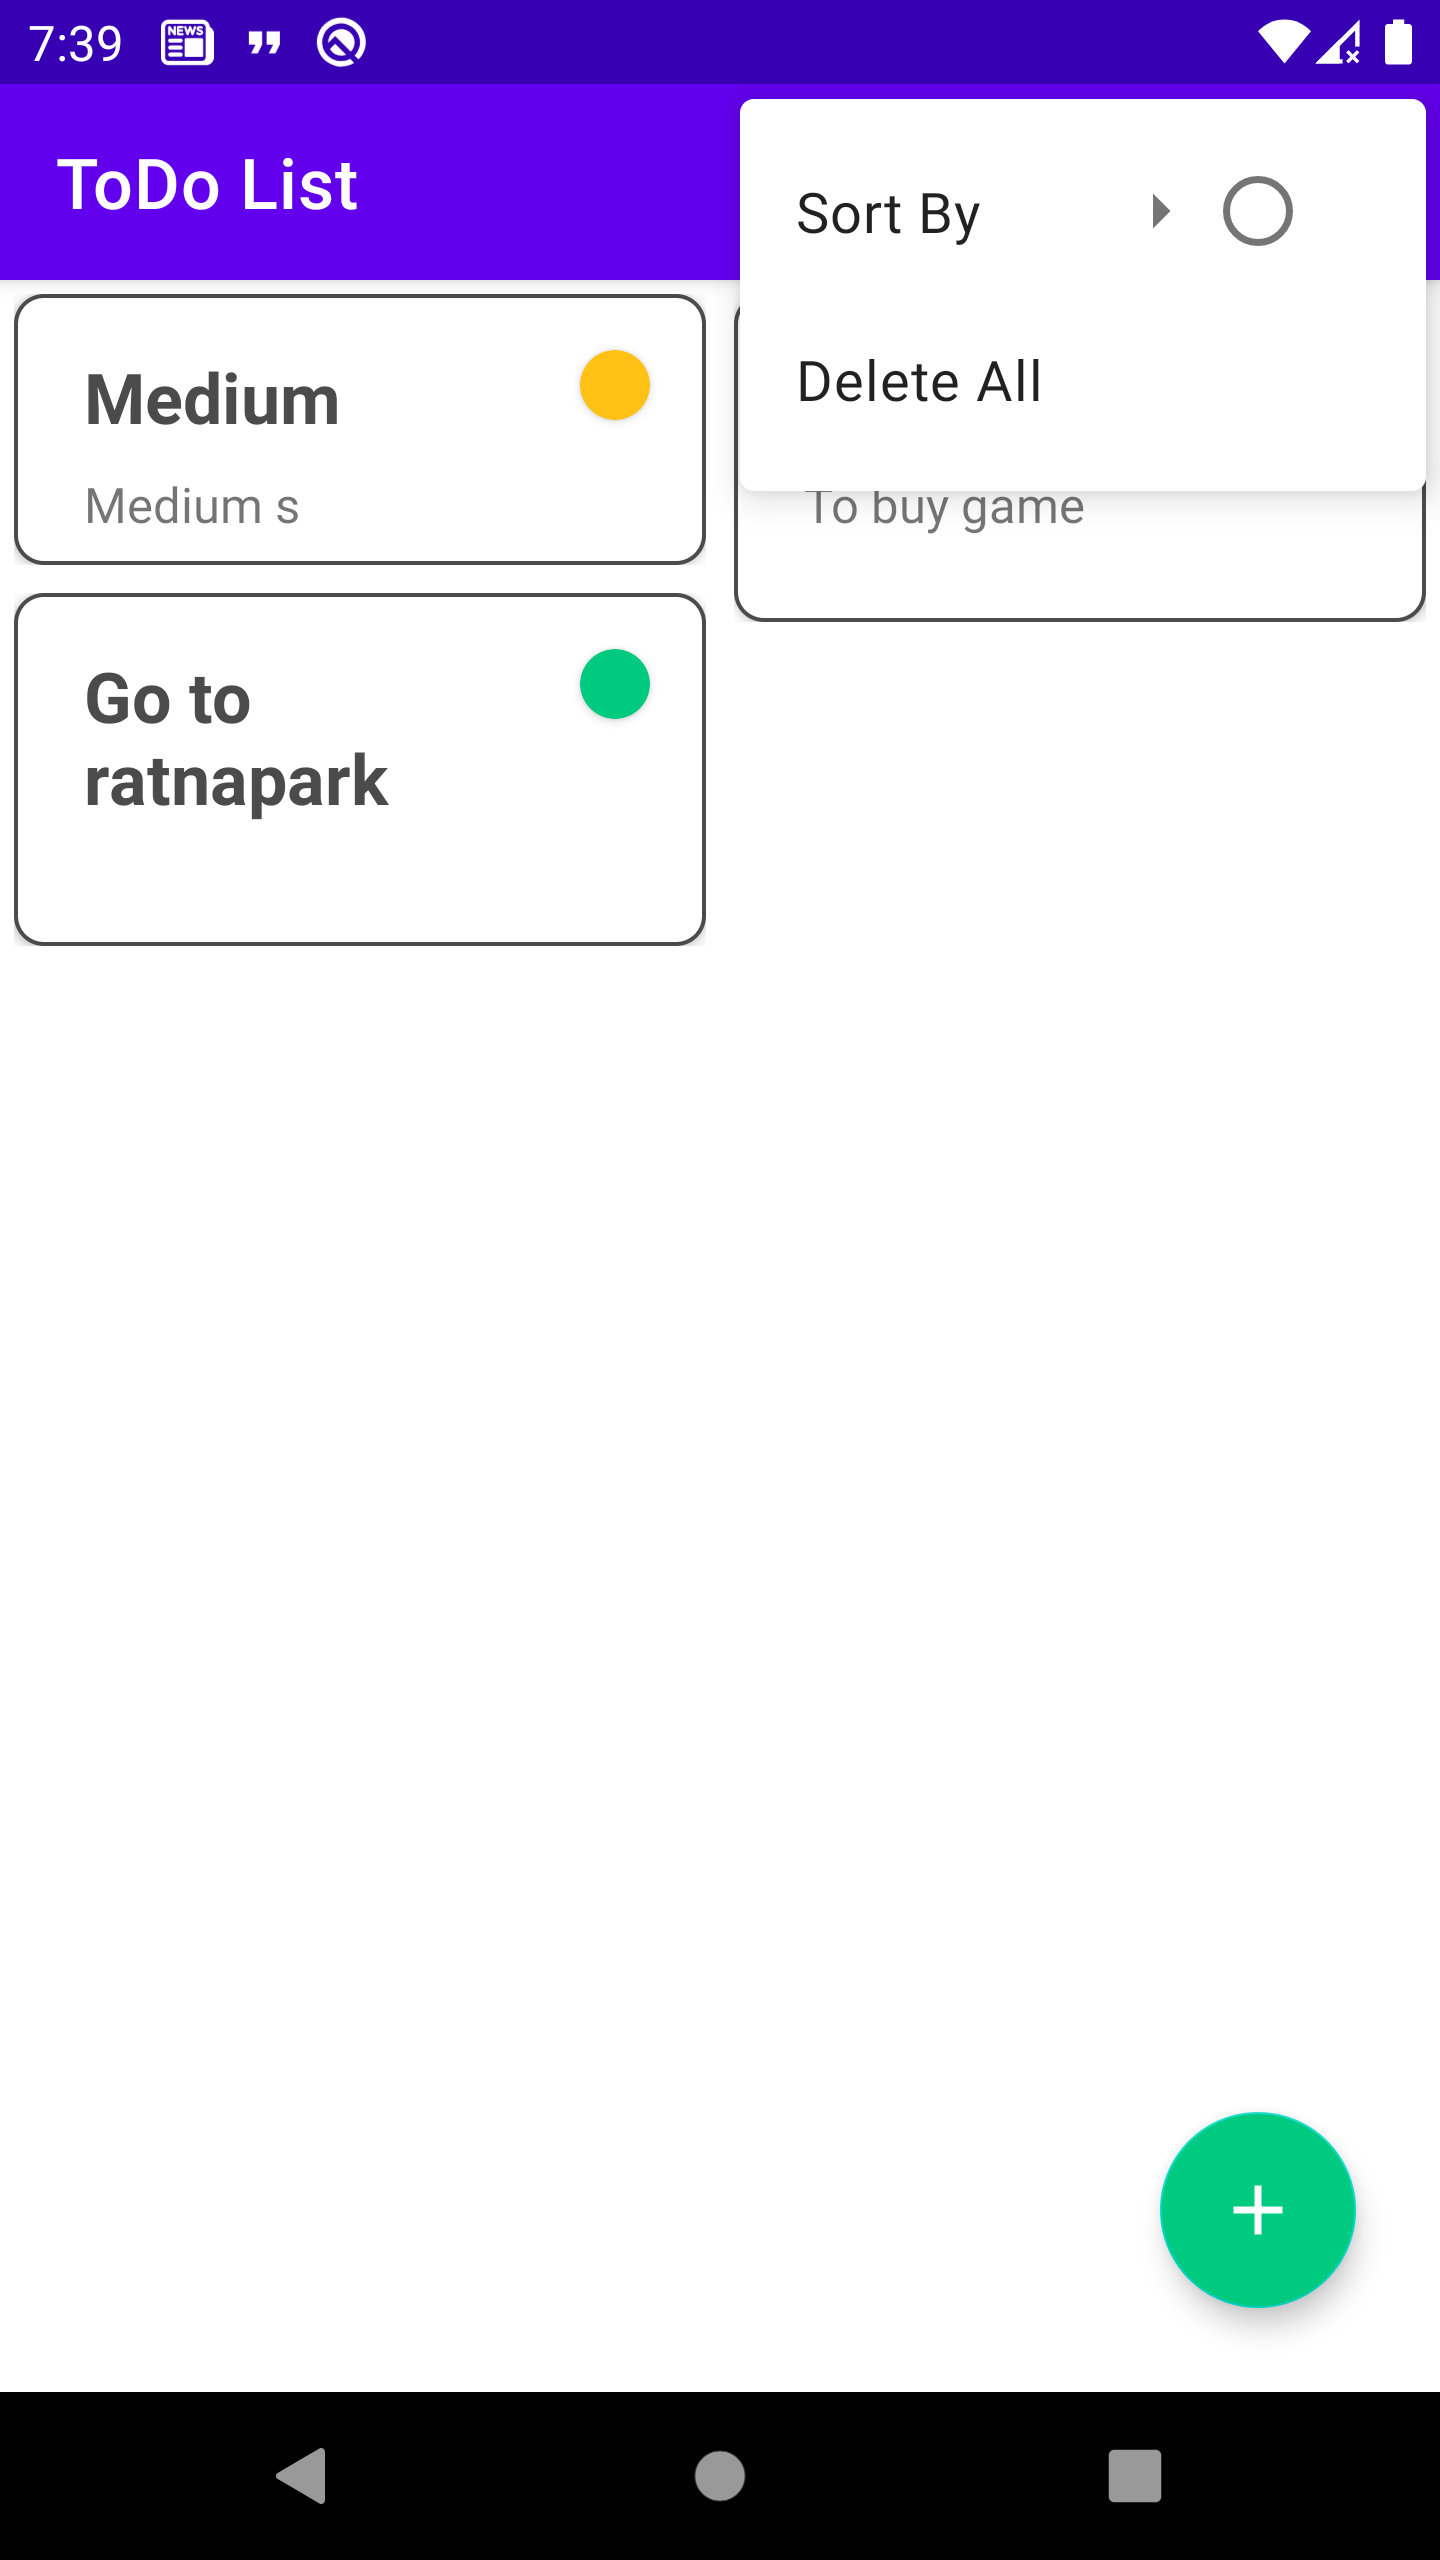 7:39
NEWS
ToDo List
Sort By
Delete All
Medium
Medium s
To buy game
Go to
ratnapark